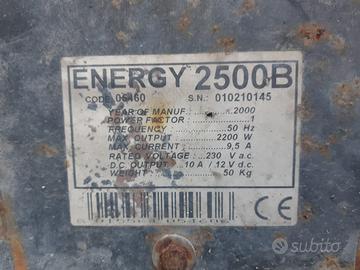 ENERGY 2500B
CODE 05460 S.N.: 010210145
YEAR OF MANUF. 2000
POWER FACTOR 1
FREQUENCY 50 Hz
MAX. OUTPUT 2200 W
MAX. CURRENT 9,5 A
RATED VOLTAGE 230 V a.c.
D.C. OUTPUT 10 A / 12 V d.c.
WEIGHT 50 Kg
CE
subito